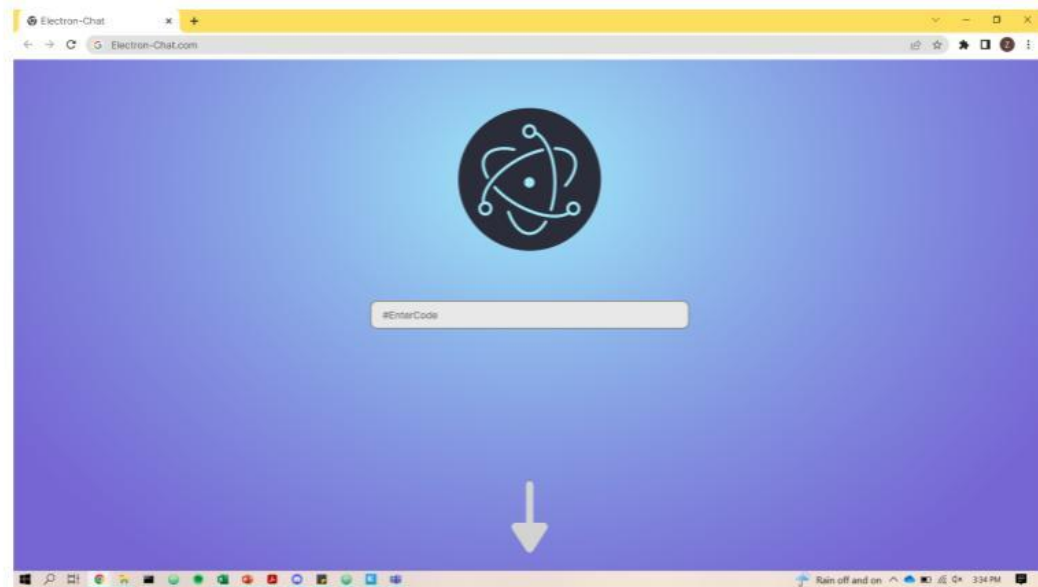 Electron-Chat
Electron-Chat.com
#EnterCode
Rain off and on
3:34 PM